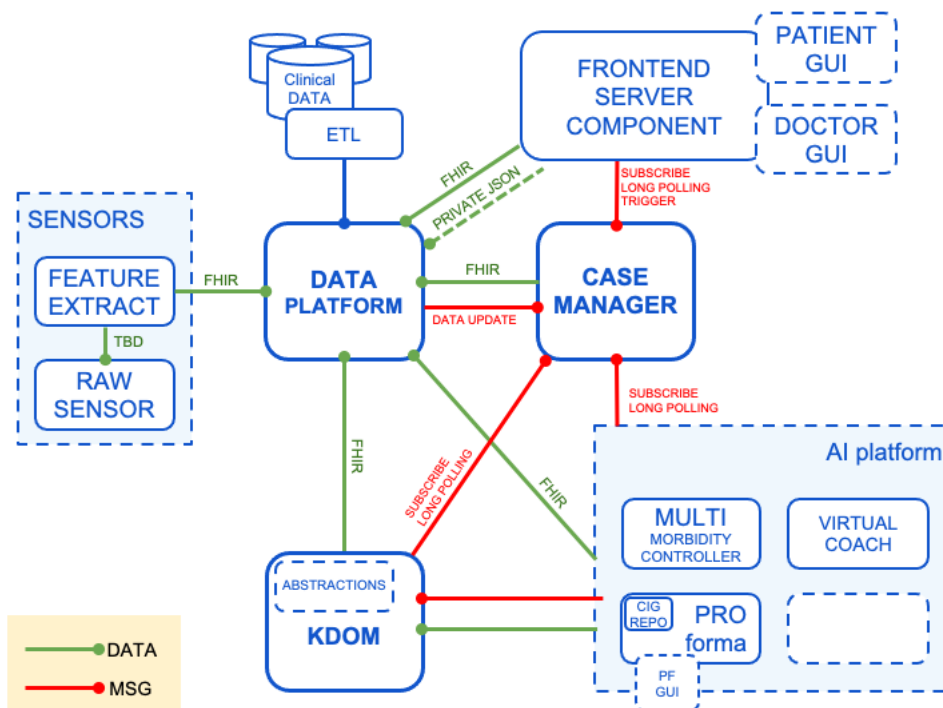 Clinical
DATA
ETL
FRONTEND
SERVER
COMPONENT
PATIENT
GUI
DOCTOR
GUI
FHIR
PRIVATE JSON
SUBSCRIBE
LONG POLLING
TRIGGER
SENSORS
FEATURE
EXTRACT
TBD
RAW
SENSOR
FHIR
DATA
PLATFORM
FHIR
DATA UPDATE
CASE
MANAGER
FHIR
SUBSCRIBE
LONG POLLING
FHIR
SUBSCRIBE
LONG POLLING
AI platform
MULTI
MORBIDITY
CONTROLLER
VIRTUAL
COACH
ABSTRACTIONS
KDOM
CIG
REPO
PRO
forma
PF
GUI
DATA
MSG